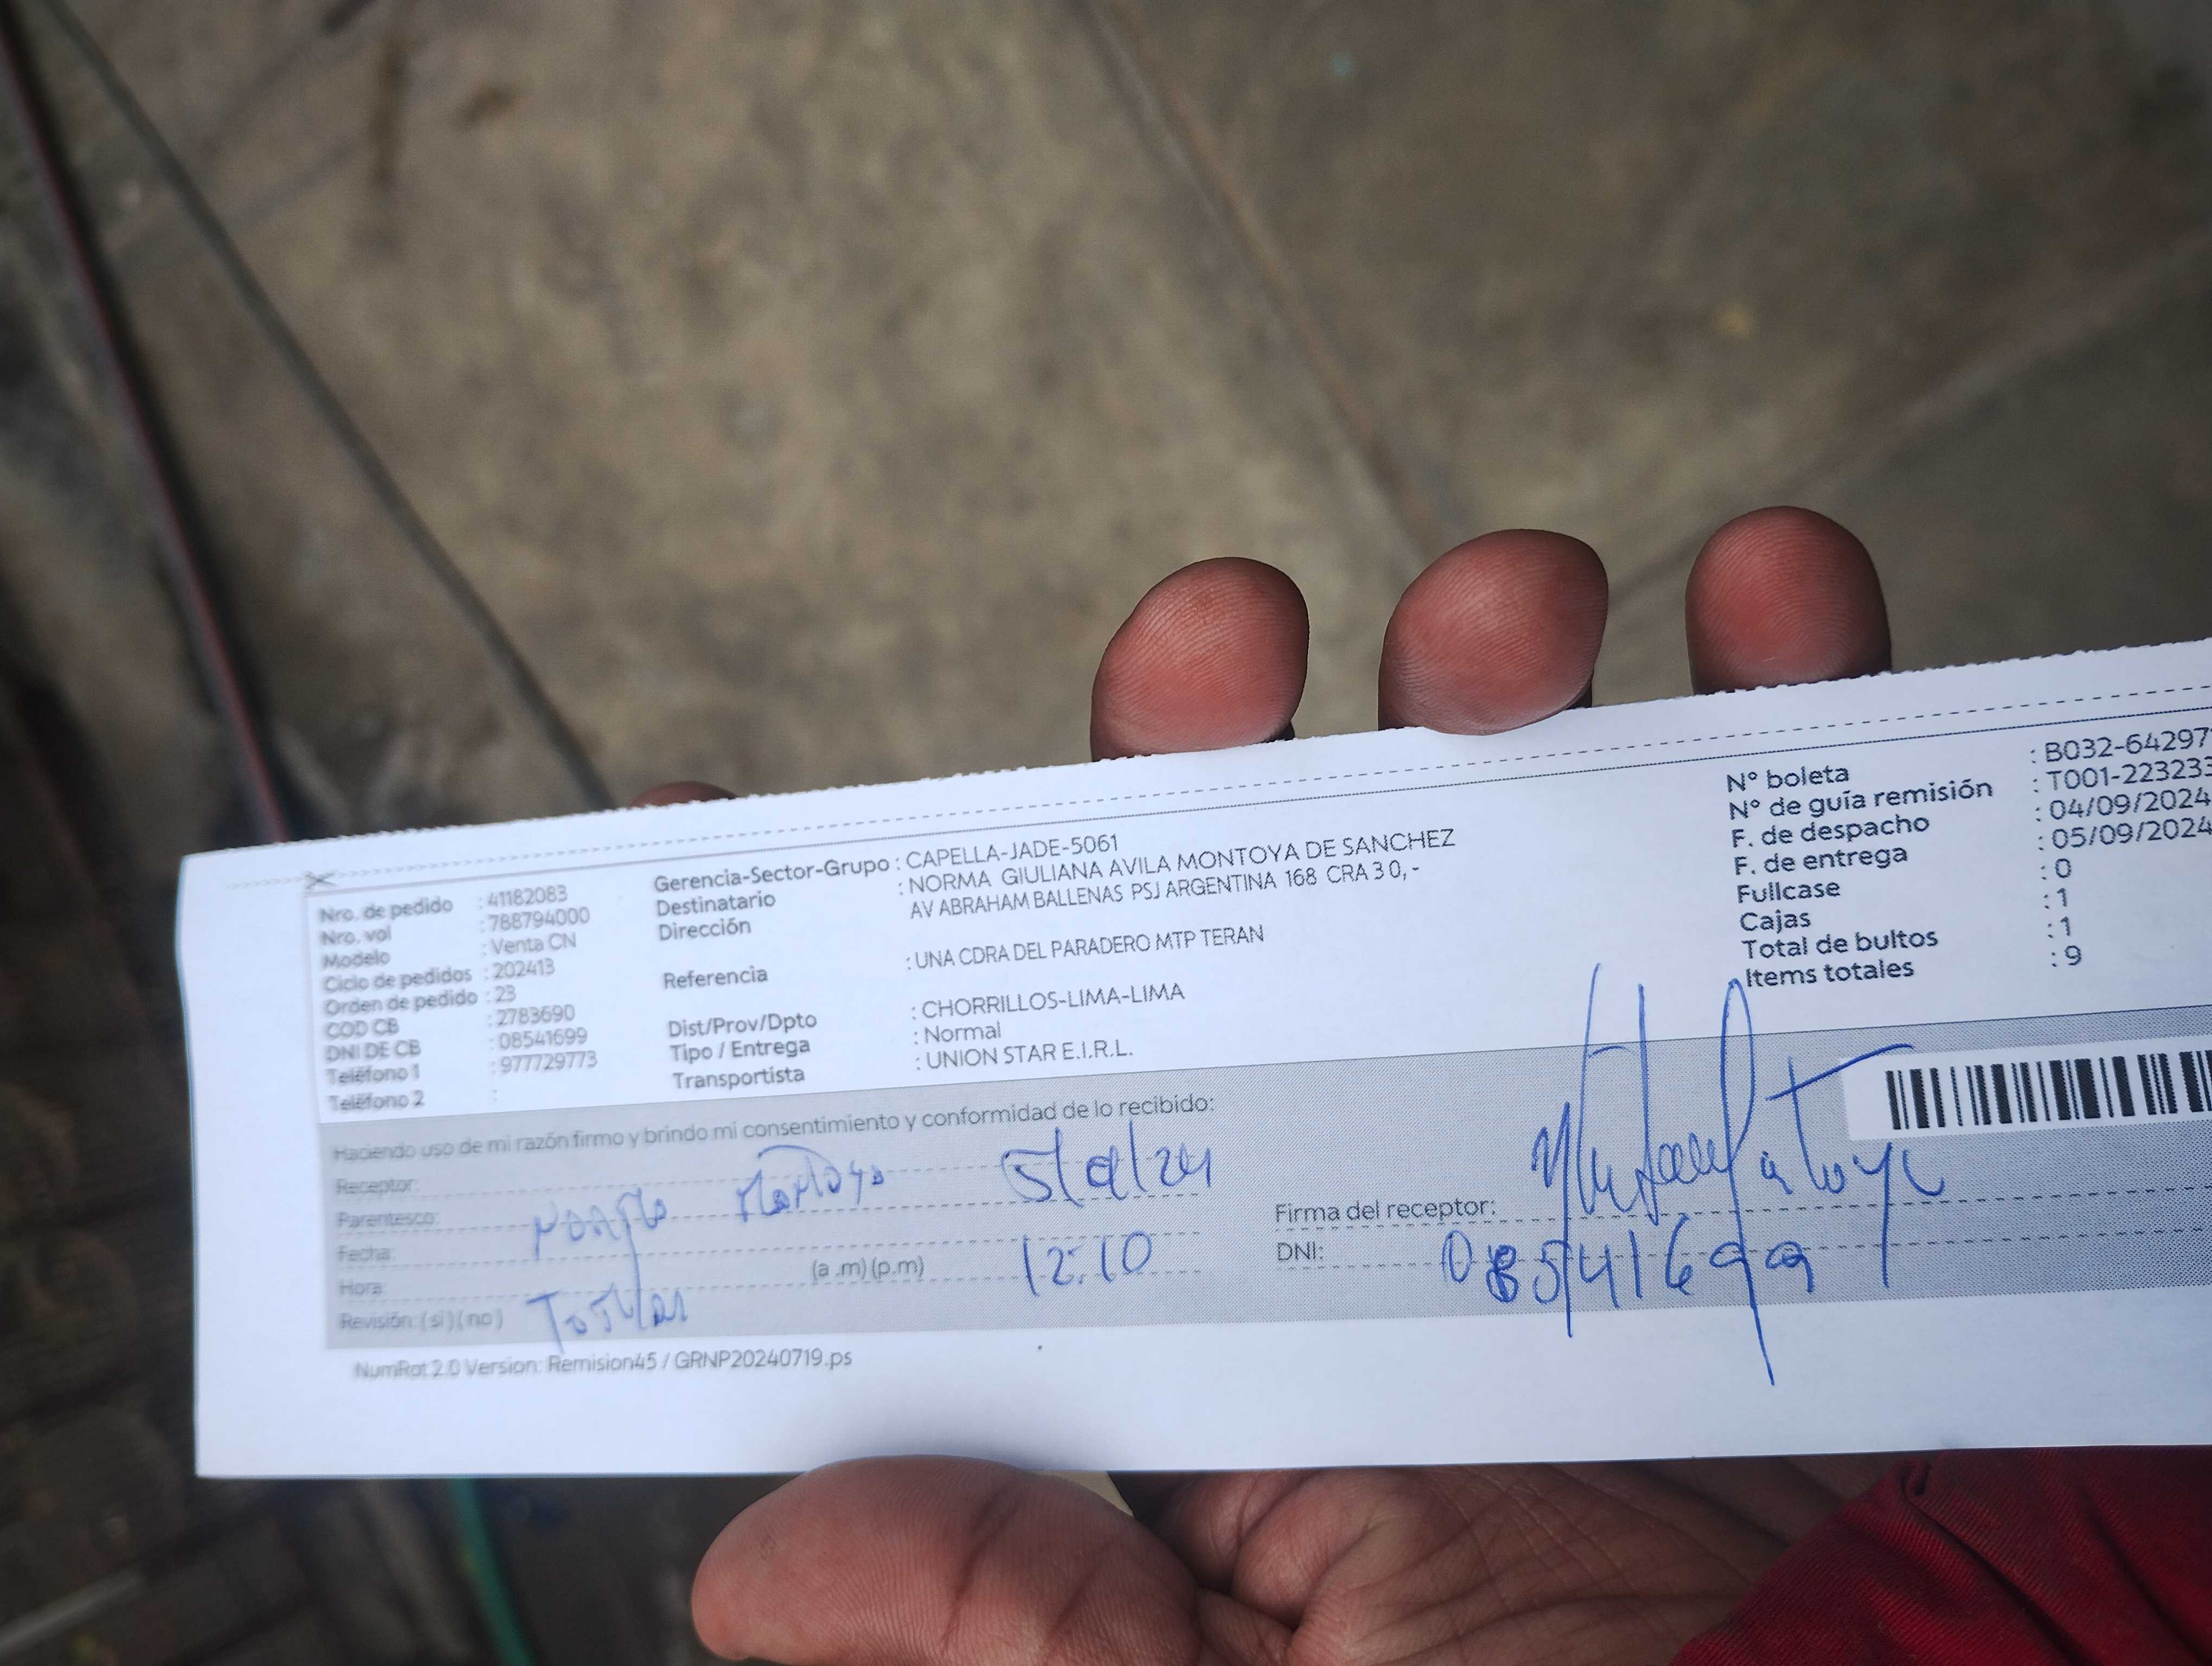 Nro. de pedido : 41182083
Nro. vol : 788794000
Modelo : Venta CN
Ciclo de pedidos : 202413
Orden de pedido : 23
COD CB : 2783690
DNI DE CB : 08541699
Teléfono 1 : 977729773
Teléfono 2 :
Gerencia-Sector-Grupo : CAPELLA-JADE-5061
Destinatario : NORMA GIULIANA AVILA MONTOYA DE SANCHEZ
Dirección AV ABRAHAM BALLENAS PSJ ARGENTINA 168 CRA 3 0, -
Referencia : UNA CDRA DEL PARADERO MTP TERAN
Dist/Prov/Dpto : CHORRILLOS-LIMA-LIMA
Tipo / Entrega : Normal
Transportista : UNION STAR E.I.R.L.
N° boleta : B032-64297
N° de guía remisión : T001-223233
F. de despacho : 04/09/2024
F. de entrega : 05/09/2024
Fullcase : 0
Cajas : 1
Total de bultos : 1
Items totales : 9
Haciendo uso de mi razón firmo y brindo mi consentimiento y conformidad de lo recibido:
Receptor:
Parentesco: Montoya 5/9/24
Fecha:
Hora: (a .m) (p.m) 12:10
Revisión: (si) (no)
Firma del receptor:
DNI: 08541699
NumRot 2.0 Version: Remision45 / GRNP20240719.ps